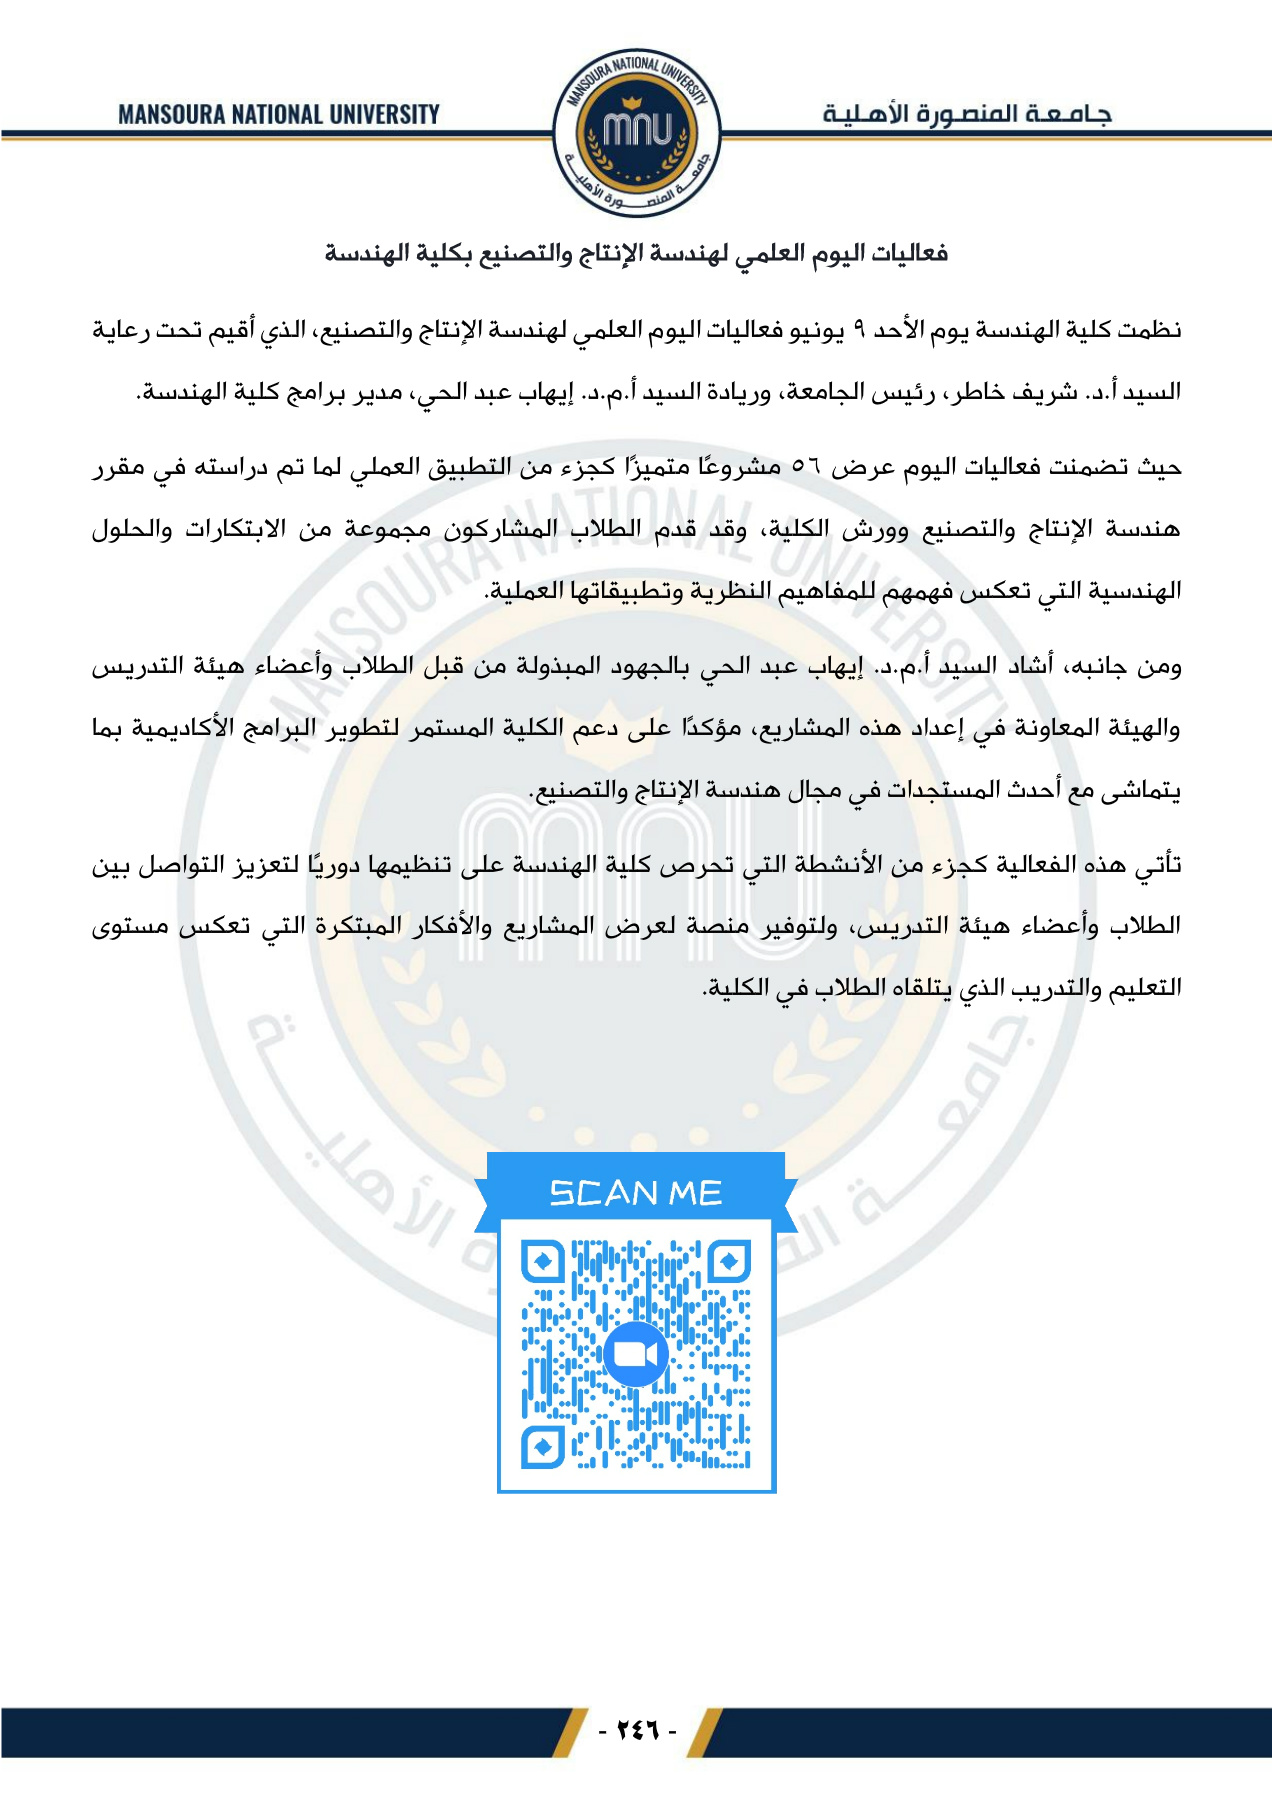 MANSOURA NATIONAL UNIVERSITY
جامعة المنصورة الأهلية
MANSOURA NATIONAL UNIVERSITY
mnu
جامعة المنصورة الأهلية
فعاليات اليوم العلمي لهندسة الإنتاج والتصنيع بكلية الهندسة
نظمت كلية الهندسة يوم الأحد ٩ يونيو فعاليات اليوم العلمي لهندسة الإنتاج والتصنيع، الذي أقيم تحت رعاية
السيد أ.د. شريف خاطر، رئيس الجامعة، وريادة السيد أ.م.د. إيهاب عبد الحي، مدير برامج كلية الهندسة.
حيث تضمنت فعاليات اليوم عرض ٥٦ مشروعًا متميزًا كجزء من التطبيق العملي لما تم دراسته في مقرر
هندسة الإنتاج والتصنيع وورش الكلية، وقد قدم الطلاب المشاركون مجموعة من الابتكارات والحلول
الهندسية التي تعكس فهمهم للمفاهيم النظرية وتطبيقاتها العملية.
ومن جانبه، أشاد السيد أ.م.د. إيهاب عبد الحي بالجهود المبذولة من قبل الطلاب وأعضاء هيئة التدريس
والهيئة المعاونة في إعداد هذه المشاريع، مؤكدًا على دعم الكلية المستمر لتطوير البرامج الأكاديمية بما
يتماشى مع أحدث المستجدات في مجال هندسة الإنتاج والتصنيع.
تأتي هذه الفعالية كجزء من الأنشطة التي تحرص كلية الهندسة على تنظيمها دوريًا لتعزيز التواصل بين
الطلاب وأعضاء هيئة التدريس، ولتوفير منصة لعرض المشاريع والأفكار المبتكرة التي تعكس مستوى
التعليم والتدريب الذي يتلقاه الطلاب في الكلية.
SCAN ME
- ٢٤٦ -